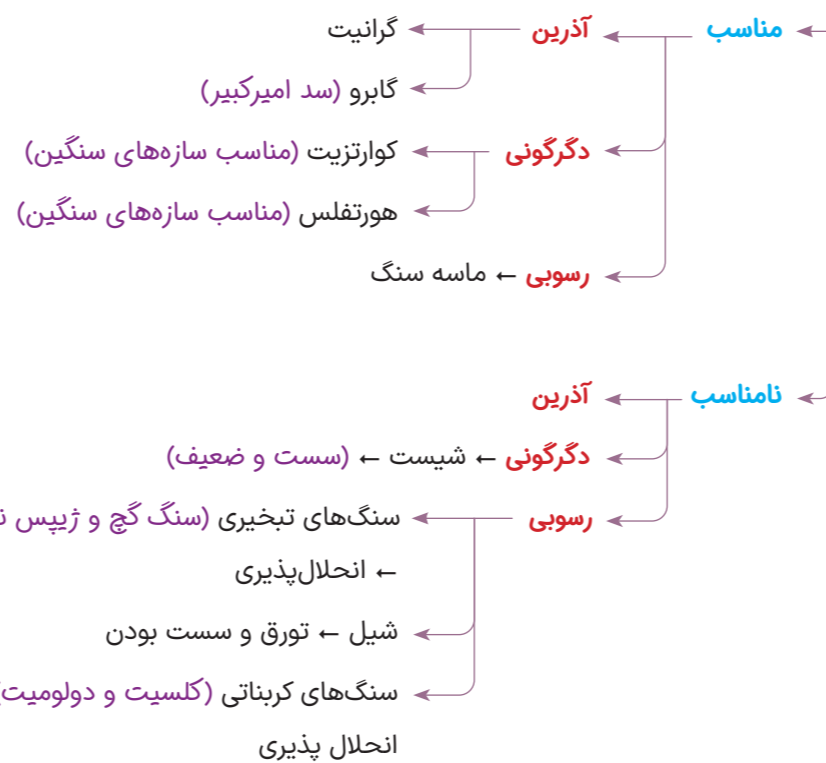 مناسب ← آذرین ← گرانیت
← گابرو (سد امیرکبیر)
← دگرگونی ← کوارتزیت (مناسب سازه‌های سنگین)
← هورتفلس (مناسب سازه‌های سنگین)
← رسوبی ← ماسه سنگ
نامناسب ← آذرین
← دگرگونی ← شیست ← (سست و ضعیف)
← رسوبی ← سنگ‌های تبخیری (سنگ گچ و ژیپس
← انحلال‌پذیری
← شیل ← تورق و سست بودن
← سنگ‌های کربناتی (کلسیت و دولومیت)
انحلال پذیری